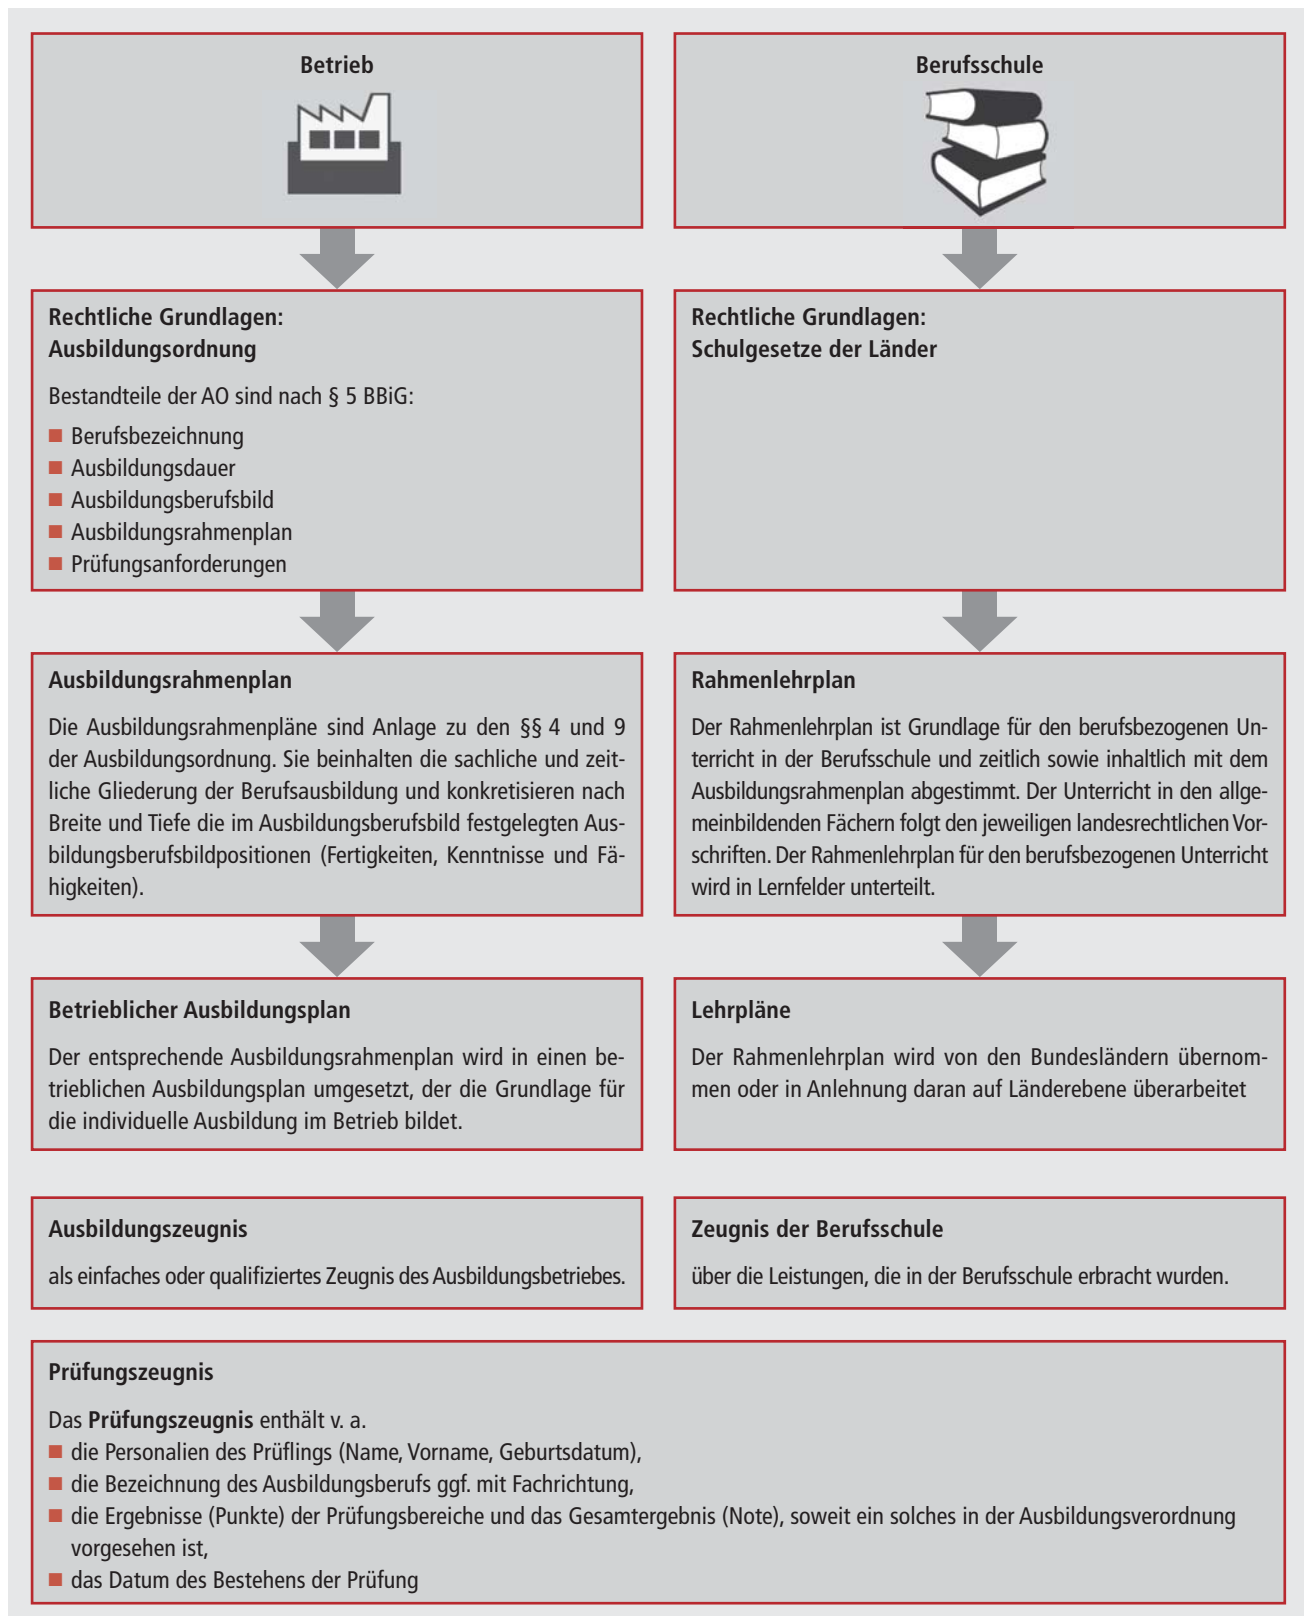 Betrieb
Berufsschule
Rechtliche Grundlagen:
Ausbildungsordnung
Bestandteile der AO sind nach § 5 BBiG:
Berufsbezeichnung
Ausbildungsdauer
Ausbildungsberufsbild
Ausbildungsrahmenplan
Prüfungsanforderungen
Rechtliche Grundlagen:
Schulgesetze der Länder
Ausbildungsrahmenplan
Die Ausbildungsrahmenpläne sind Anlage zu den §§ 4 und 9
der Ausbildungsordnung. Sie beinhalten die sachliche und zeit-
liche Gliederung der Berufsausbildung und konkretisieren nach
Breite und Tiefe die im Ausbildungsberufsbild festgelegten Aus-
bildungsberufsbildpositionen (Fertigkeiten, Kenntnisse und Fä-
higkeiten).
Rahmenlehrplan
Der Rahmenlehrplan ist Grundlage für den berufsbezogenen Un-
terricht in der Berufsschule und zeitlich sowie inhaltlich mit dem
Ausbildungsrahmenplan abgestimmt. Der Unterricht in den allge-
meinbildenden Fächern folgt den jeweiligen landesrechtlichen Vor-
schriften. Der Rahmenlehrplan für den berufsbezogenen Unterricht
wird in Lernfelder unterteilt.
Betrieblicher Ausbildungsplan
Der entsprechende Ausbildungsrahmenplan wird in einen be-
trieblichen Ausbildungsplan umgesetzt, der die Grundlage für
die individuelle Ausbildung im Betrieb bildet.
Lehrpläne
Der Rahmenlehrplan wird von den Bundesländern übernom-
men oder in Anlehnung daran auf Länderebene überarbeitet
Ausbildungszeugnis
als einfaches oder qualifiziertes Zeugnis des Ausbildungsbetriebes.
Zeugnis der Berufsschule
über die Leistungen, die in der Berufsschule erbracht wurden.
Prüfungszeugnis
Das Prüfungszeugnis enthält v. a.
die Personalien des Prüflings (Name, Vorname, Geburtsdatum),
die Bezeichnung des Ausbildungsberufs ggf. mit Fachrichtung,
die Ergebnisse (Punkte) der Prüfungsbereiche und das Gesamtergebnis (Note), soweit ein solches in der Ausbildungsverordnung
vorgesehen ist,
das Datum des Bestehens der Prüfung